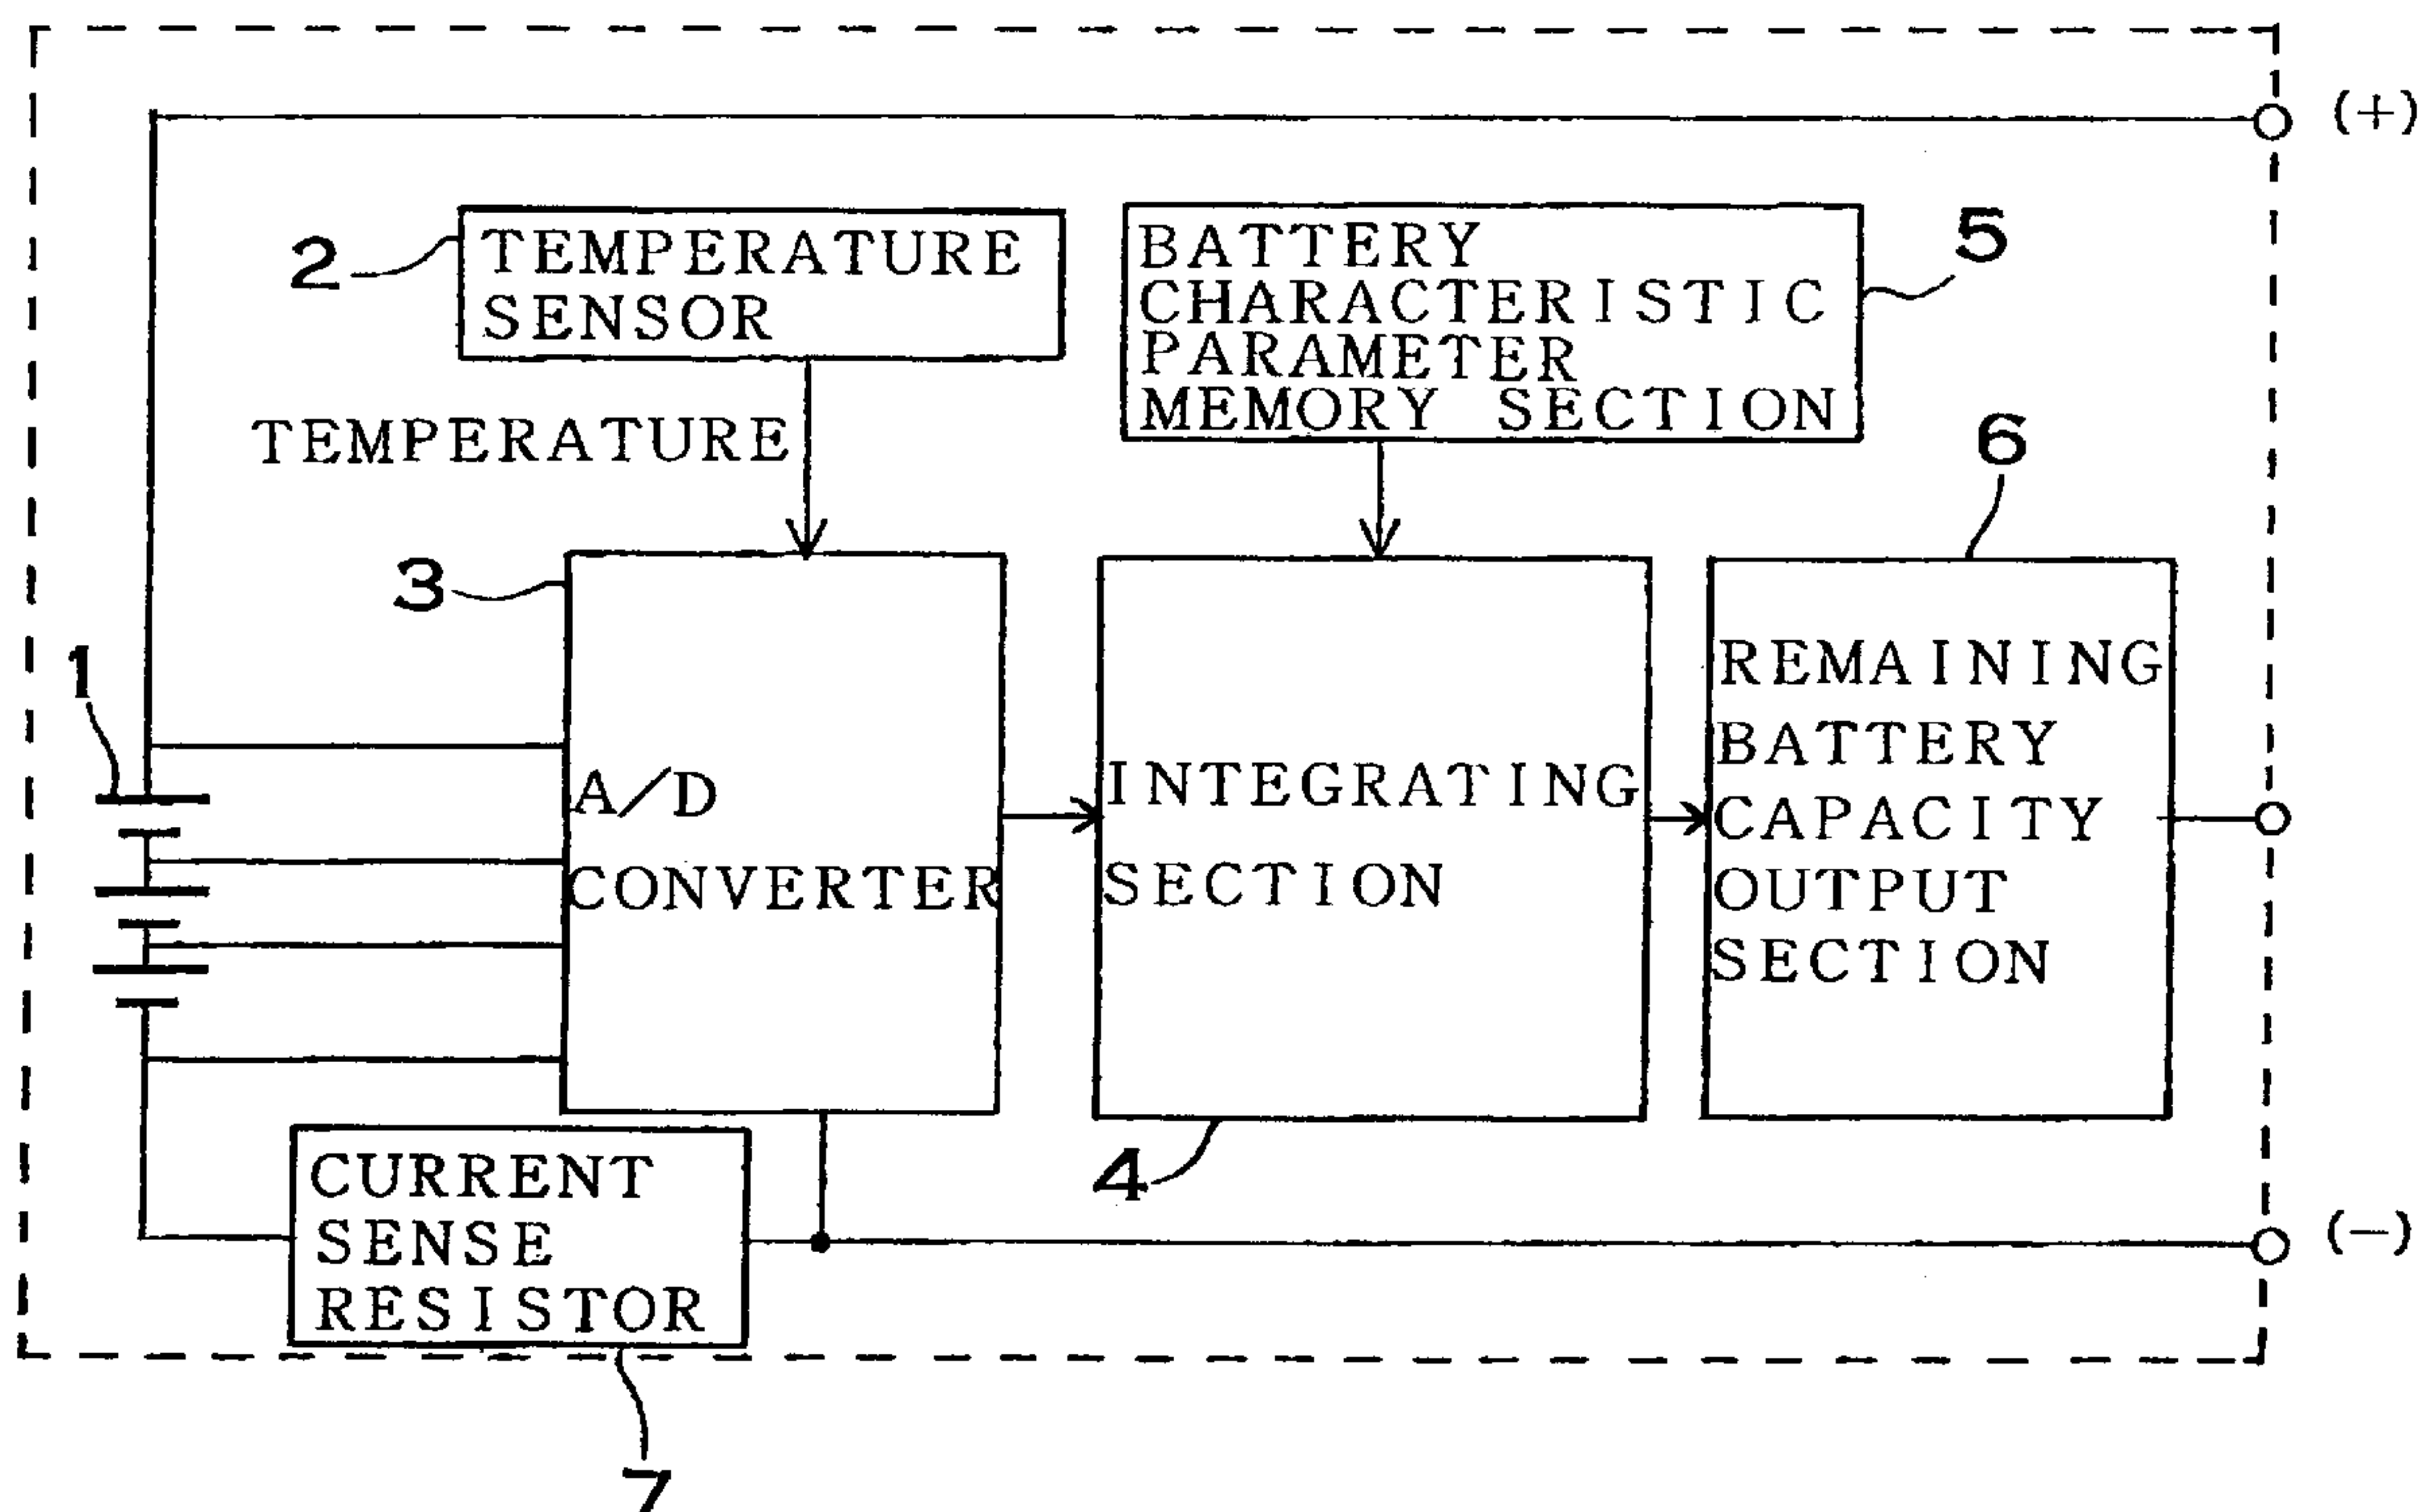 (+)
2
TEMPERATURE
SENSOR
BATTERY
CHARACTERISTIC
PARAMETER
MEMORY SECTION
5
TEMPERATURE
6
3
1
A/D
CONVERTER
INTEGRATING
SECTION
REMAINING
BATTERY
CAPACITY
OUTPUT
SECTION
CURRENT
SENSE
RESISTOR
4
(-)
7